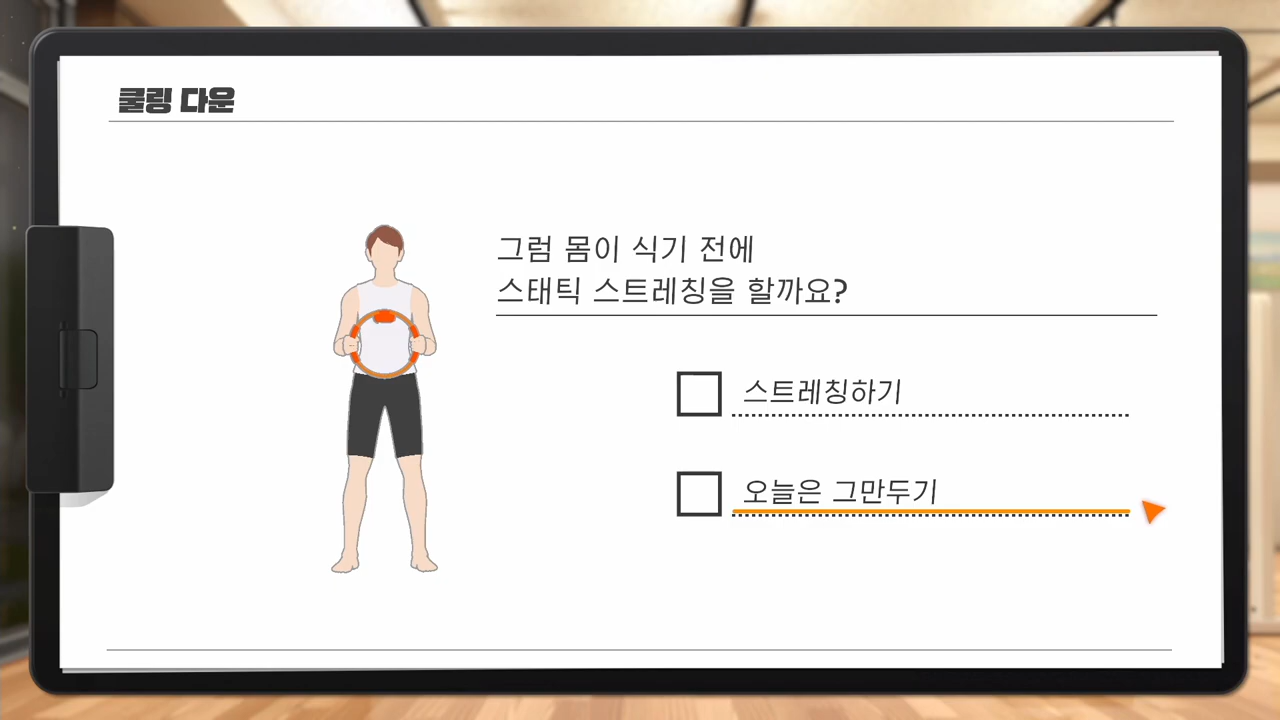 쿨링 다운
그럼 몸이 식기 전에
스태틱 스트레칭을 할까요?
스트레칭하기
오늘은 그만두기